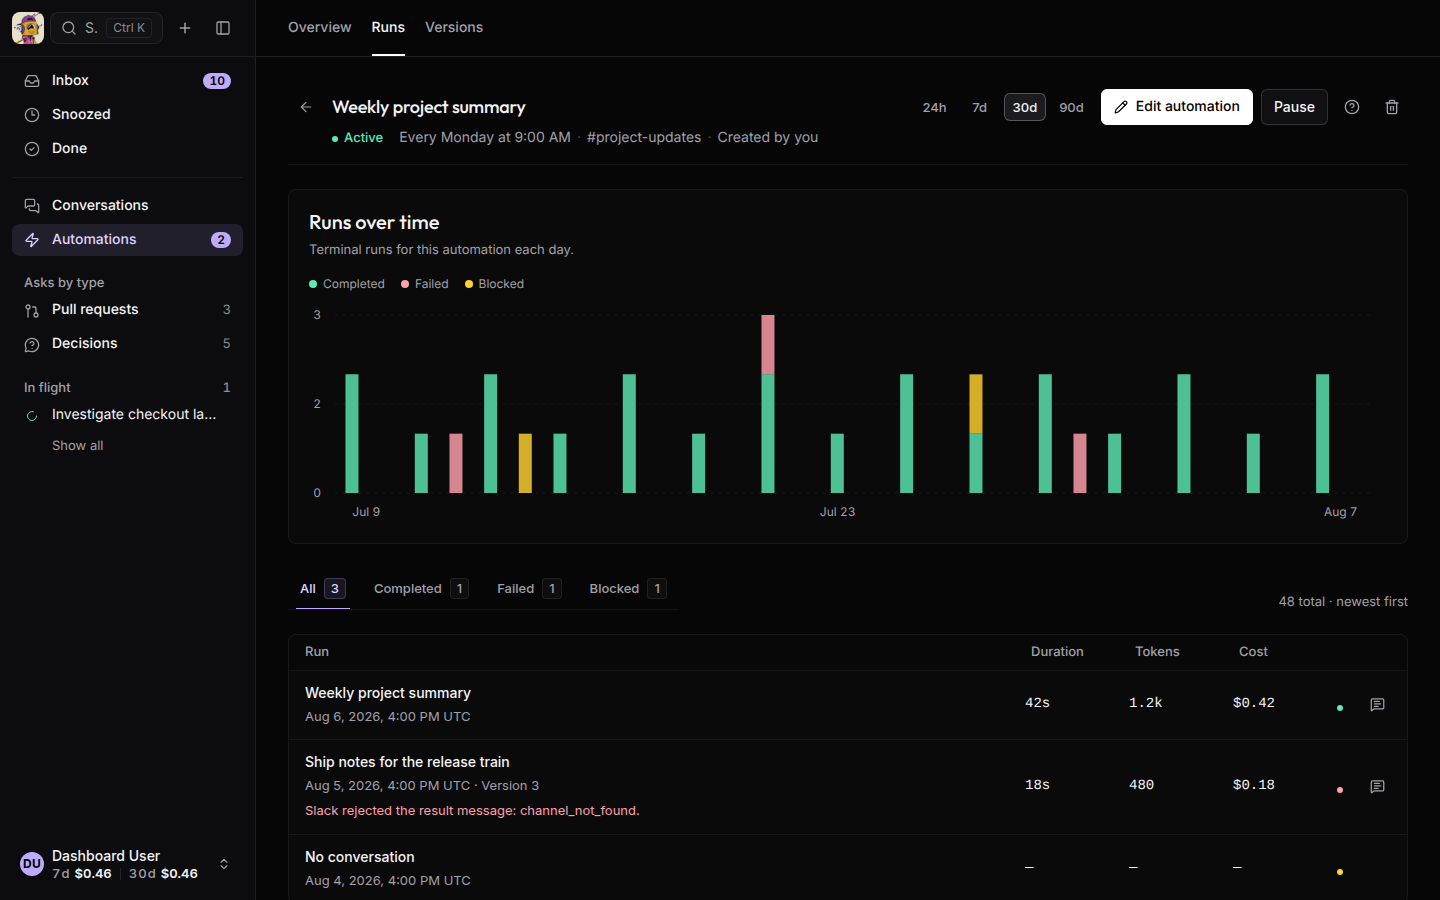 S.
Ctrl K
Overview
Runs
Versions
Inbox
10
Snoozed
Done
Conversations
Automations
2
Asks by type
Pull requests
3
Decisions
5
In flight
1
Investigate checkout la...
Show all
Dashboard User
DU
7d $0.46 | 30d $0.46
Weekly project summary
24h
7d
30d
90d
Edit automation
Pause
Active
Every Monday at 9:00 AM · #project-updates · Created by you
Runs over time
Terminal runs for this automation each day.
Completed
Failed
Blocked
3
2
0
Jul 9
Jul 23
Aug 7
All 3
Completed 1
Failed 1
Blocked 1
48 total · newest first
Run
Duration
Tokens
Cost
Weekly project summary
Aug 6, 2026, 4:00 PM UTC
42s
1.2k
$0.42
Ship notes for the release train
Aug 5, 2026, 4:00 PM UTC · Version 3
Slack rejected the result message: channel_not_found.
18s
480
$0.18
No conversation
Aug 4, 2026, 4:00 PM UTC
—
—
—